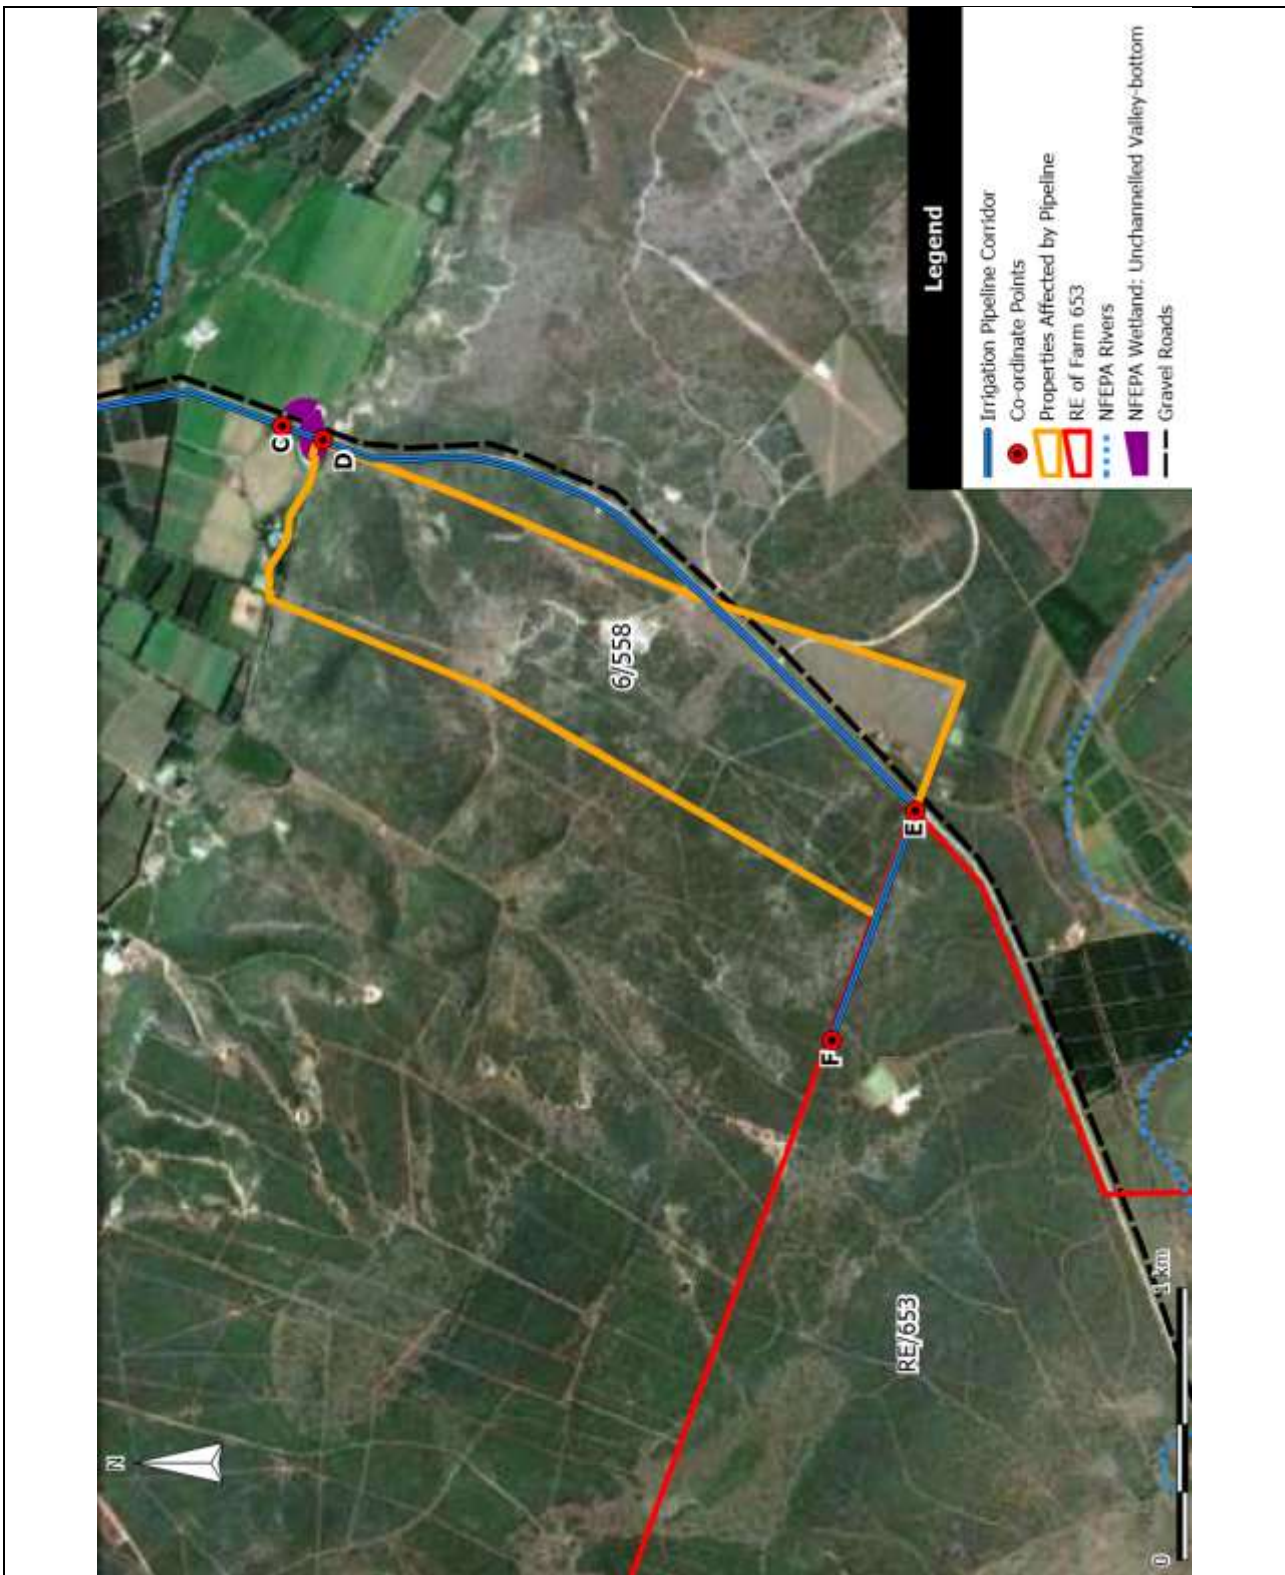 N
C
D
6/558
E
F
RE/653
0
1 km
Legend
Irrigation Pipeline Corridor
Co-ordinate Points
Properties Affected by Pipeline
RE of Farm 653
NFEPA Rivers
NFEPA Wetland: Unchannelled Valley-bottom
Gravel Roads